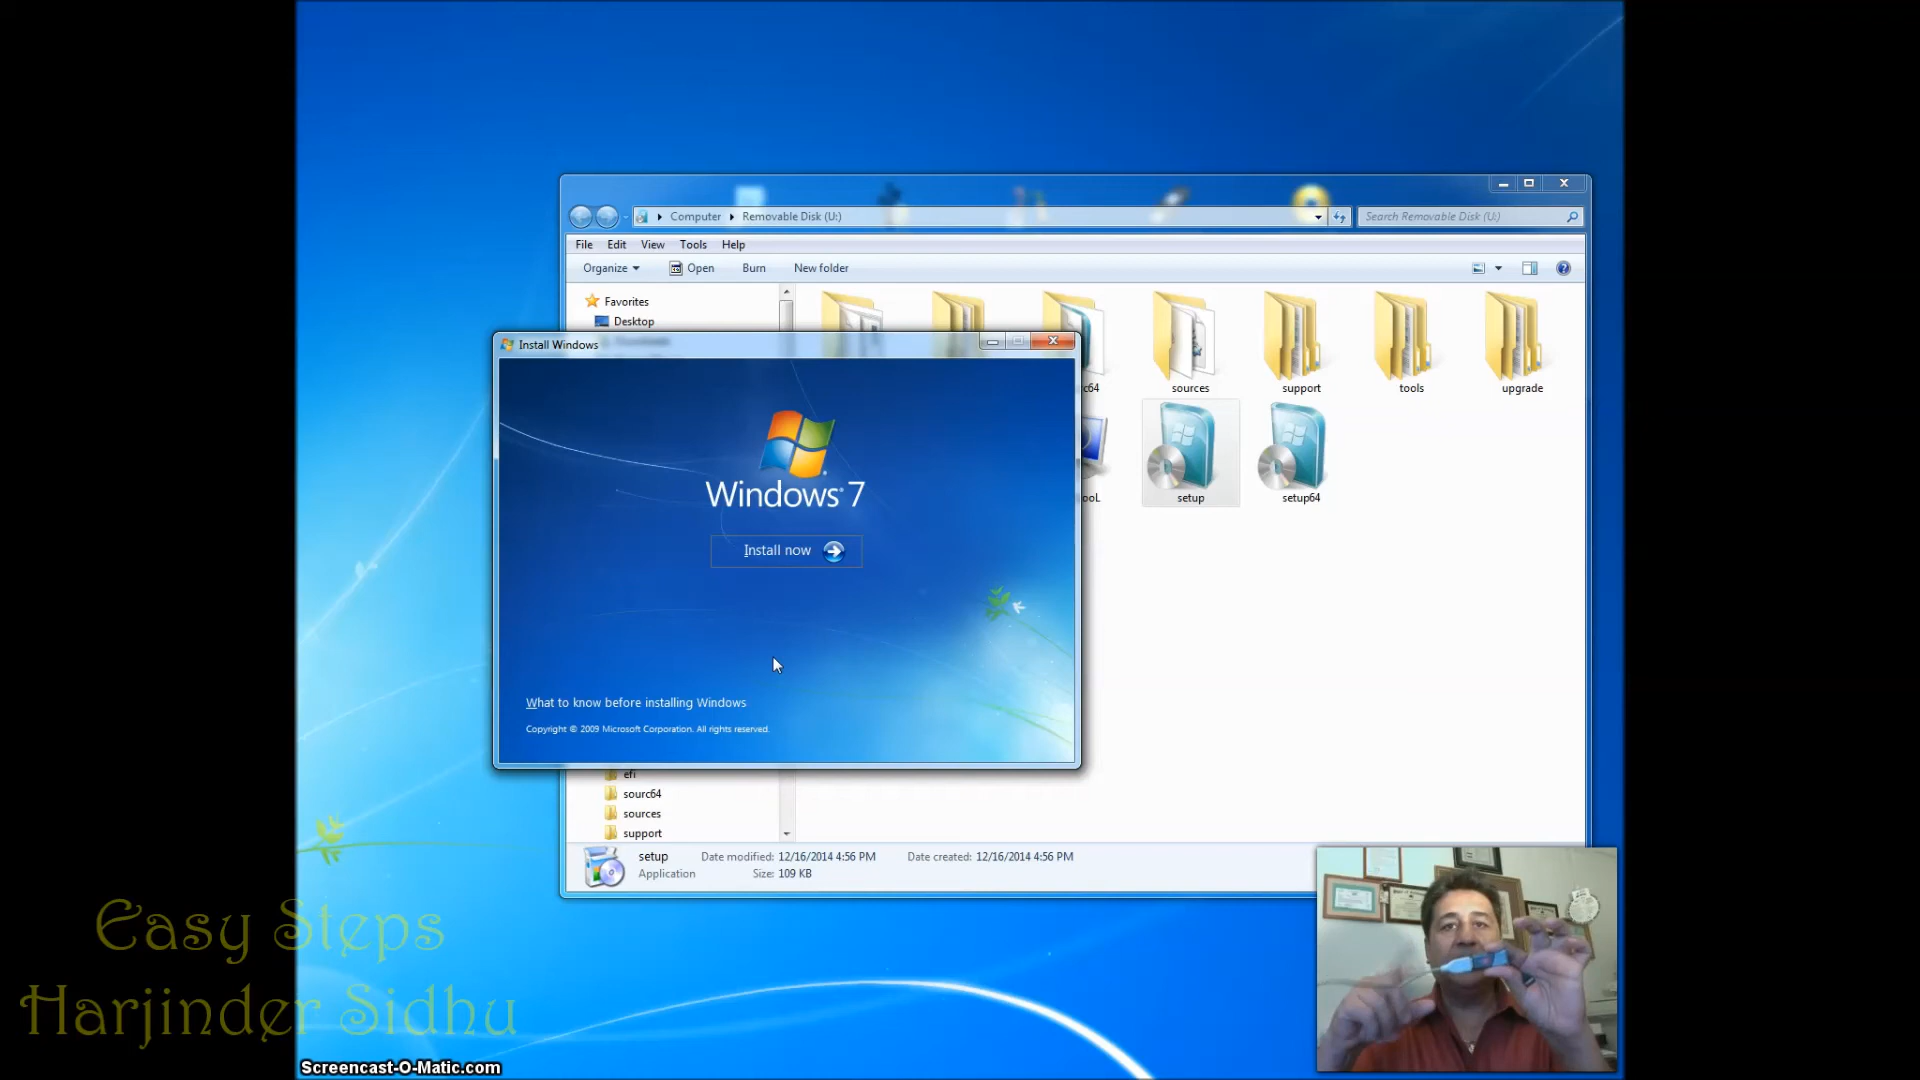 Computer Removable Disk (U:)
Search Removable Disk (U:)
File Edit View Tools Help
Organize Open Burn New folder
Favorites
Desktop
Install Windows
c64
sources
support
tools
upgrade
Windows 7
Install now
ooL
setup
setup64
What to know before installing Windows
Copyright © 2009 Microsoft Corporation. All rights reserved.
efi
sourc64
sources
support
setup Date modified: 12/16/2014 4:56 PM Date created: 12/16/2014 4:56 PM
Application Size: 109 KB
Easy Steps
Harjinder Sidhu
Screencast-O-Matic.com